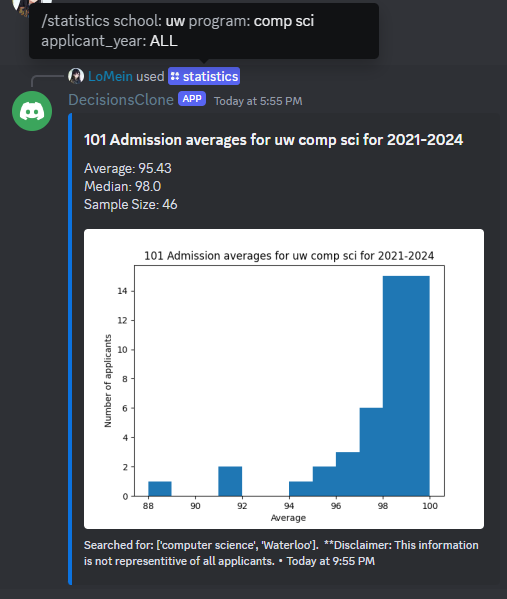 /statistics school: uw program: comp sci
applicant_year: ALL
LoMein used statistics
DecisionsClone APP Today at 5:55 PM
101 Admission averages for uw comp sci for 2021-2024
Average: 95.43
Median: 98.0
Sample Size: 46
101 Admission averages for uw comp sci for 2021-2024
14
12
10
8
6
4
2
0
Number of applicants
88 90 92 94 96 98 100
Average
Searched for: ['computer science', 'Waterloo']. **Disclaimer: This information
is not representitive of all applicants. • Today at 9:55 PM